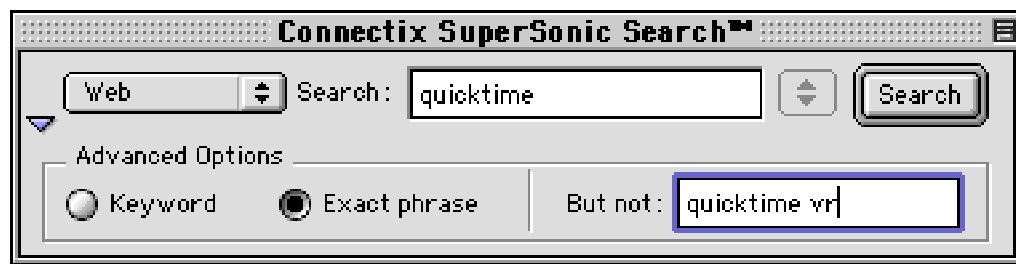 Connectix SuperSonic Search™
Web Search: quicktime Search
Advanced Options
Keyword Exact phrase But not: quicktime vr